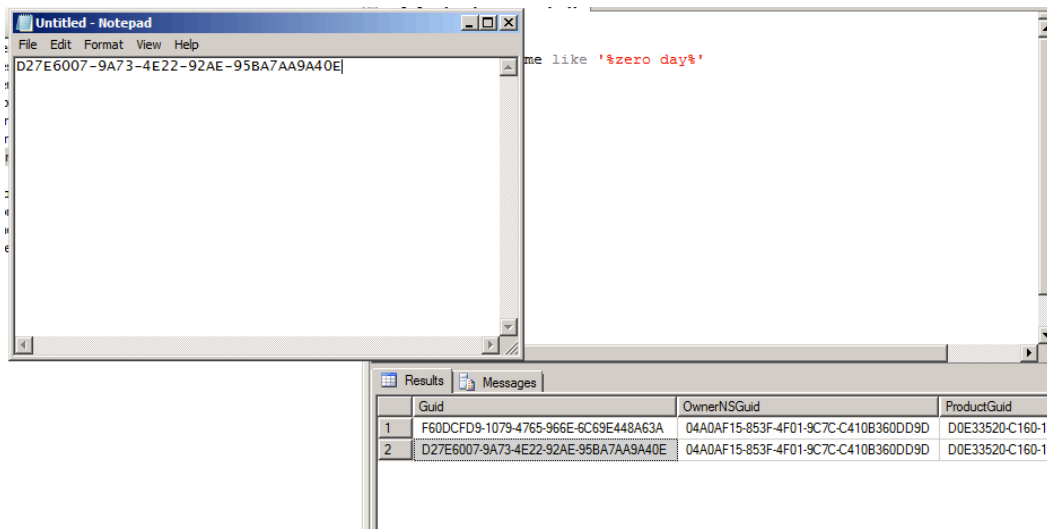 Untitled - Notepad
File Edit Format View Help
D27E6007-9A73-4E22-92AE-95BA7AA9A40E
me like '%zero day%'
Results Messages
Guid OwnerNSGuid ProductGuid
1 F60DCFD9-1079-4765-966E-6C69E448A63A 04A0AF15-853F-4F01-9C7C-C410B360DD9D D0E33520-C160-1
2 D27E6007-9A73-4E22-92AE-95BA7AA9A40E 04A0AF15-853F-4F01-9C7C-C410B360DD9D D0E33520-C160-1